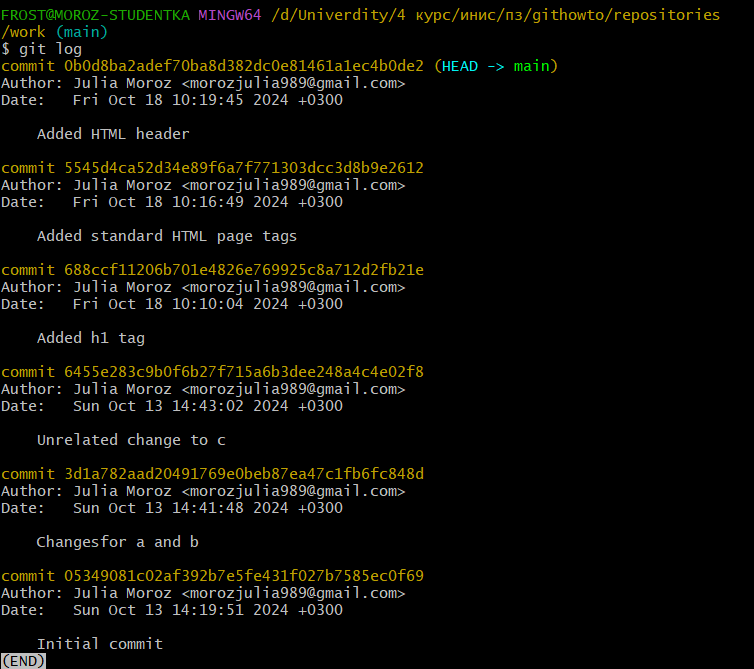 FROST@MOROZ-STUDENTKA MINGW64 /d/Univerdity/4 курс/инис/пз/githowto/repositories
/work (main)
$ git log
commit 0b0d8ba2adef70ba8d382dc0e81461a1ec4b0de2 (HEAD -> main)
Author: Julia Moroz <morozjulia989@gmail.com>
Date:   Fri Oct 18 10:19:45 2024 +0300
    Added HTML header
commit 5545d4ca52d34e89f6a7f771303dcc3d8b9e2612
Author: Julia Moroz <morozjulia989@gmail.com>
Date:   Fri Oct 18 10:16:49 2024 +0300
    Added standard HTML page tags
commit 688ccf11206b701e4826e769925c8a712d2fb21e
Author: Julia Moroz <morozjulia989@gmail.com>
Date:   Fri Oct 18 10:10:04 2024 +0300
    Added h1 tag
commit 6455e283c9b0f6b27f715a6b3dee248a4c4e02f8
Author: Julia Moroz <morozjulia989@gmail.com>
Date:   Sun Oct 13 14:43:02 2024 +0300
    Unrelated change to c
commit 3d1a782aad20491769e0beb87ea47c1fb6fc848d
Author: Julia Moroz <morozjulia989@gmail.com>
Date:   Sun Oct 13 14:41:48 2024 +0300
    Changesfor a and b
commit 05349081c02af392b7e5fe431f027b7585ec0f69
Author: Julia Moroz <morozjulia989@gmail.com>
Date:   Sun Oct 13 14:19:51 2024 +0300
    Initial commit
(END)